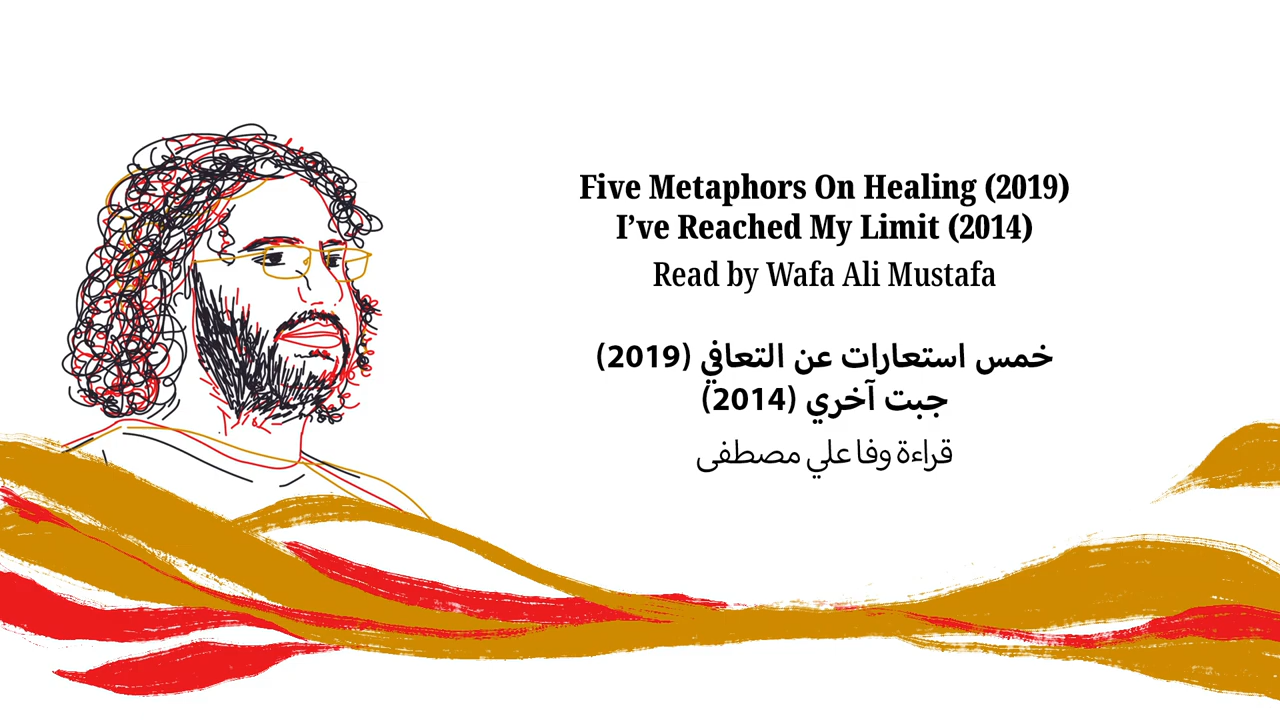 Five Metaphors On Healing (2019)
I’ve Reached My Limit (2014)
Read by Wafa Ali Mustafa
خمس استعارات عن التعافي (2019)
جبت آخري (2014)
قراءة وفا علي مصطفى